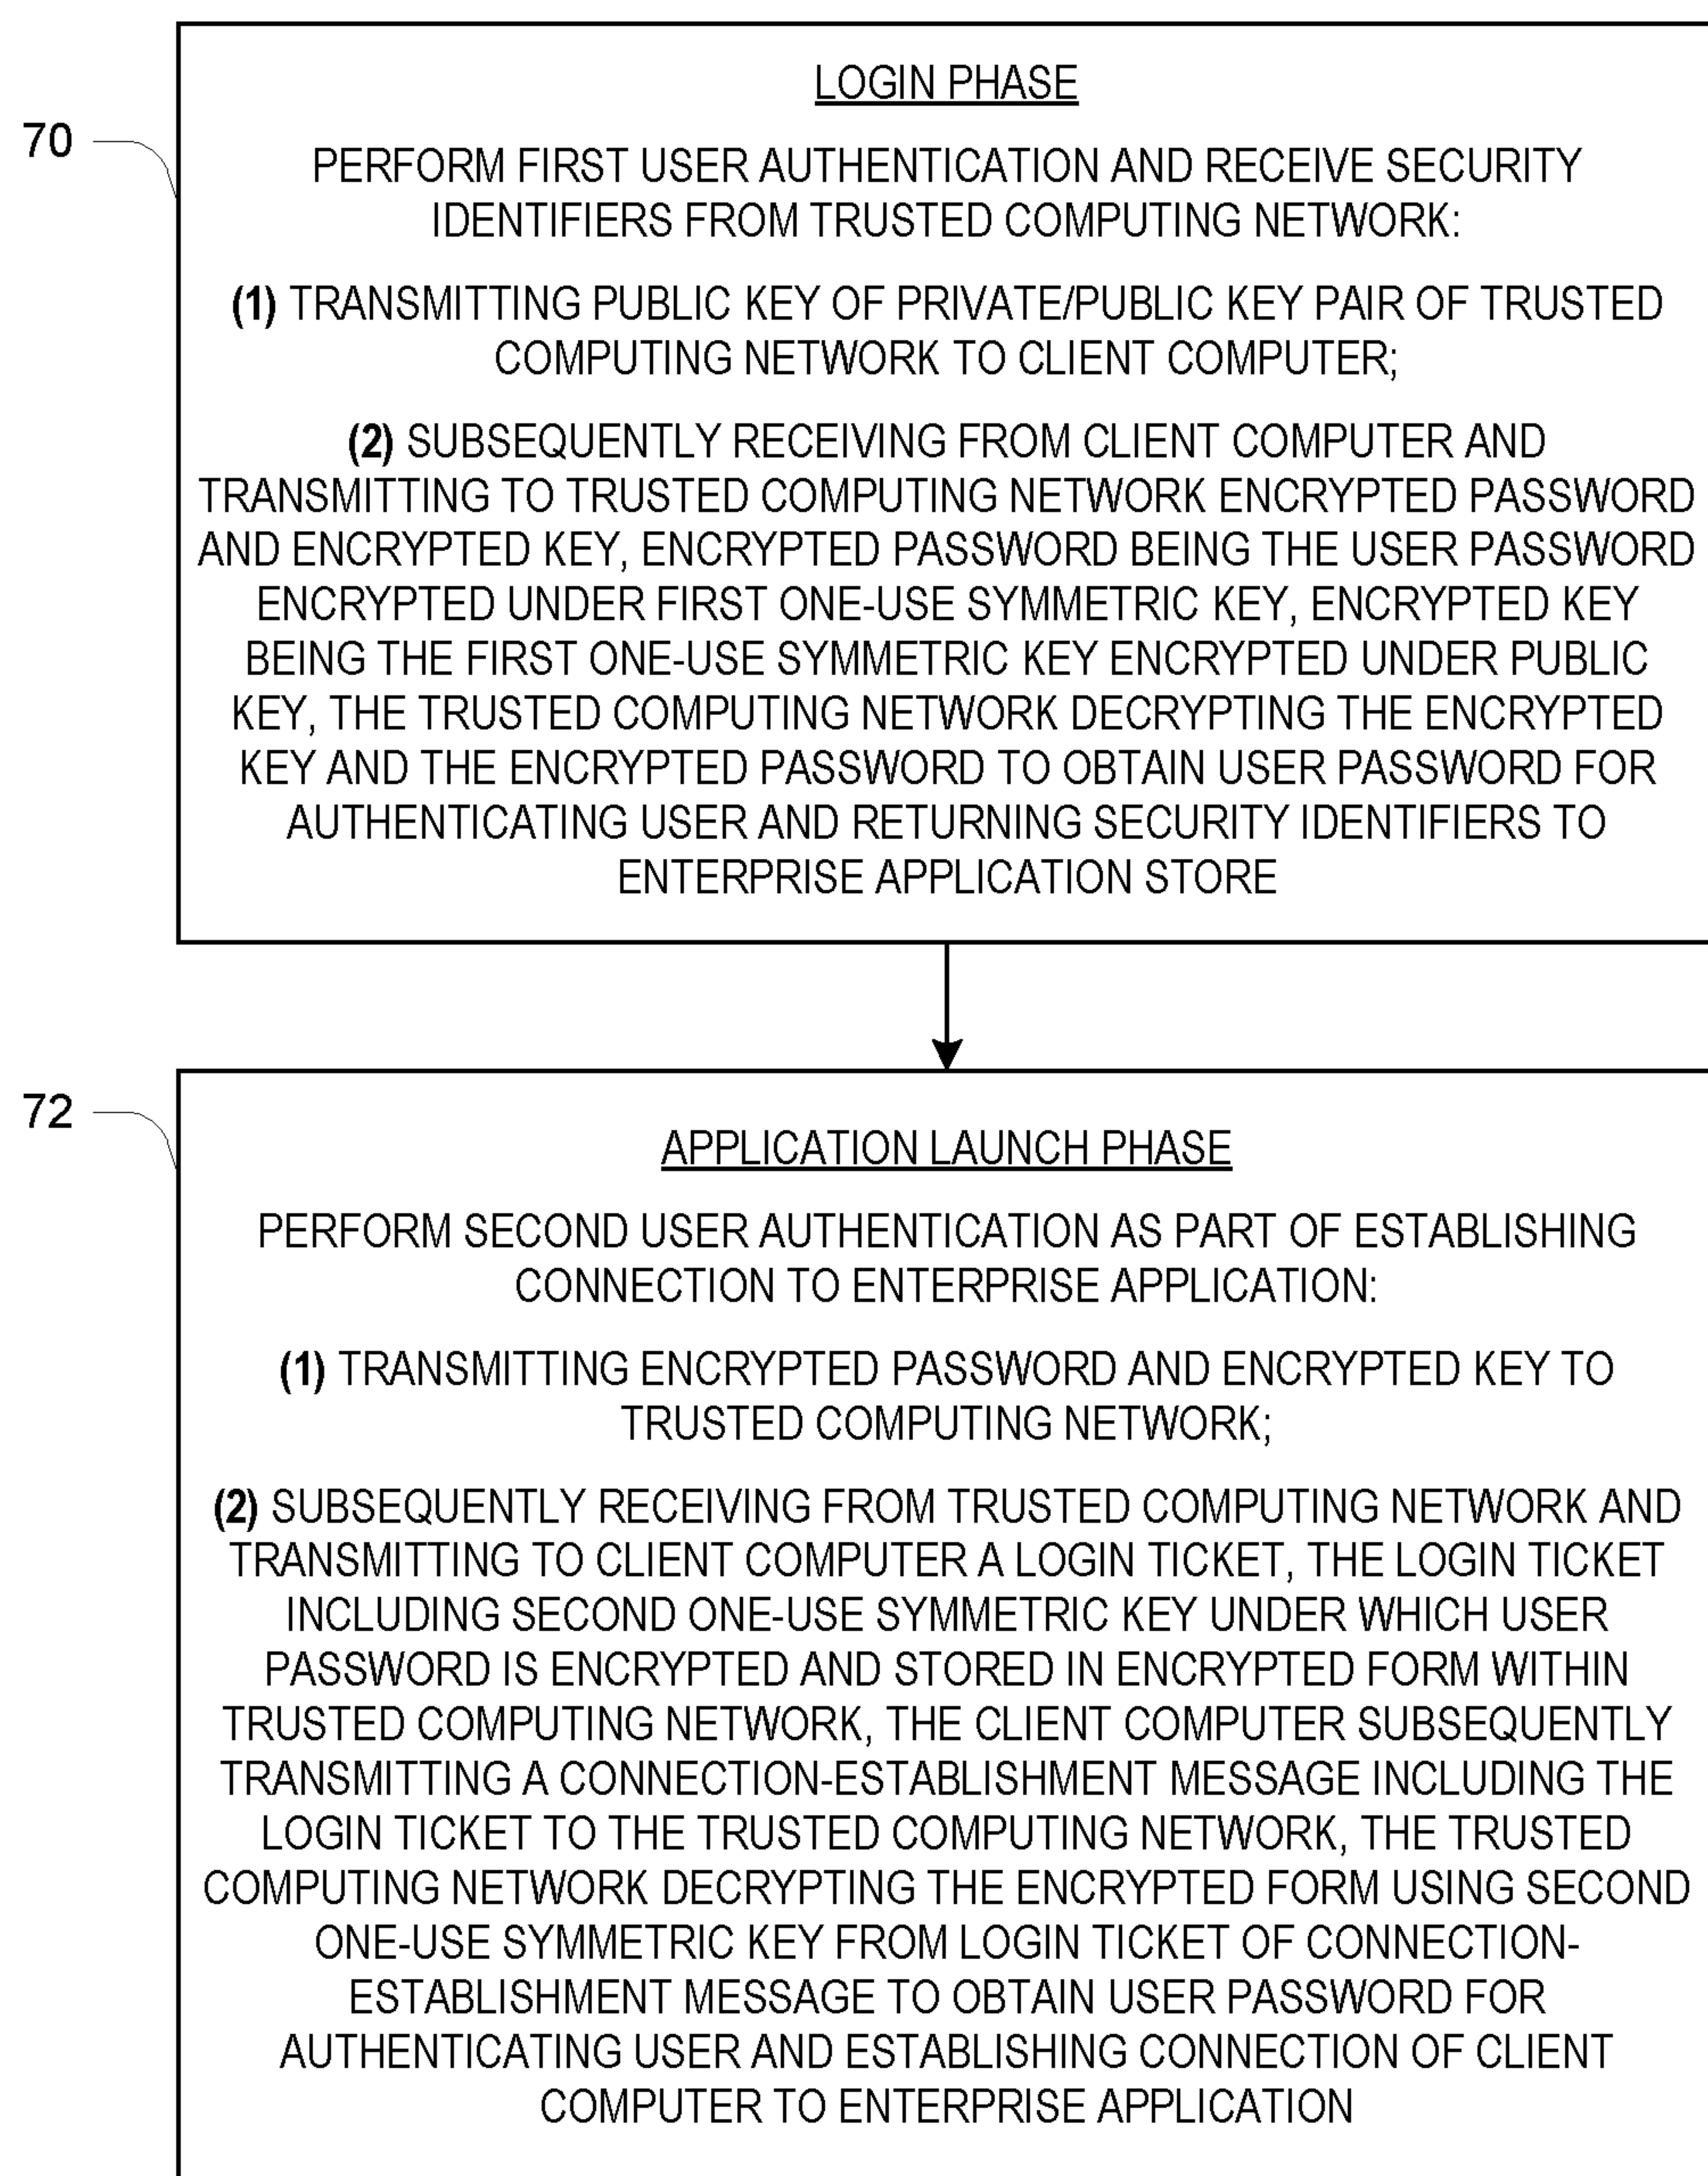 LOGIN PHASE
70
PERFORM FIRST USER AUTHENTICATION AND RECEIVE SECURITY
IDENTIFIERS FROM TRUSTED COMPUTING NETWORK:
(1) TRANSMITTING PUBLIC KEY OF PRIVATE/PUBLIC KEY PAIR OF TRUSTED
COMPUTING NETWORK TO CLIENT COMPUTER;
(2) SUBSEQUENTLY RECEIVING FROM CLIENT COMPUTER AND
TRANSMITTING TO TRUSTED COMPUTING NETWORK ENCRYPTED PASSWORD
AND ENCRYPTED KEY, ENCRYPTED PASSWORD BEING THE USER PASSWORD
ENCRYPTED UNDER FIRST ONE-USE SYMMETRIC KEY, ENCRYPTED KEY
BEING THE FIRST ONE-USE SYMMETRIC KEY ENCRYPTED UNDER PUBLIC
KEY, THE TRUSTED COMPUTING NETWORK DECRYPTING THE ENCRYPTED
KEY AND THE ENCRYPTED PASSWORD TO OBTAIN USER PASSWORD FOR
AUTHENTICATING USER AND RETURNING SECURITY IDENTIFIERS TO
ENTERPRISE APPLICATION STORE
72
APPLICATION LAUNCH PHASE
PERFORM SECOND USER AUTHENTICATION AS PART OF ESTABLISHING
CONNECTION TO ENTERPRISE APPLICATION:
(1) TRANSMITTING ENCRYPTED PASSWORD AND ENCRYPTED KEY TO
TRUSTED COMPUTING NETWORK;
(2) SUBSEQUENTLY RECEIVING FROM TRUSTED COMPUTING NETWORK AND
TRANSMITTING TO CLIENT COMPUTER A LOGIN TICKET, THE LOGIN TICKET
INCLUDING SECOND ONE-USE SYMMETRIC KEY UNDER WHICH USER
PASSWORD IS ENCRYPTED AND STORED IN ENCRYPTED FORM WITHIN
TRUSTED COMPUTING NETWORK, THE CLIENT COMPUTER SUBSEQUENTLY
TRANSMITTING A CONNECTION-ESTABLISHMENT MESSAGE INCLUDING THE
LOGIN TICKET TO THE TRUSTED COMPUTING NETWORK, THE TRUSTED
COMPUTING NETWORK DECRYPTING THE ENCRYPTED FORM USING SECOND
ONE-USE SYMMETRIC KEY FROM LOGIN TICKET OF CONNECTION-
ESTABLISHMENT MESSAGE TO OBTAIN USER PASSWORD FOR
AUTHENTICATING USER AND ESTABLISHING CONNECTION OF CLIENT
COMPUTER TO ENTERPRISE APPLICATION